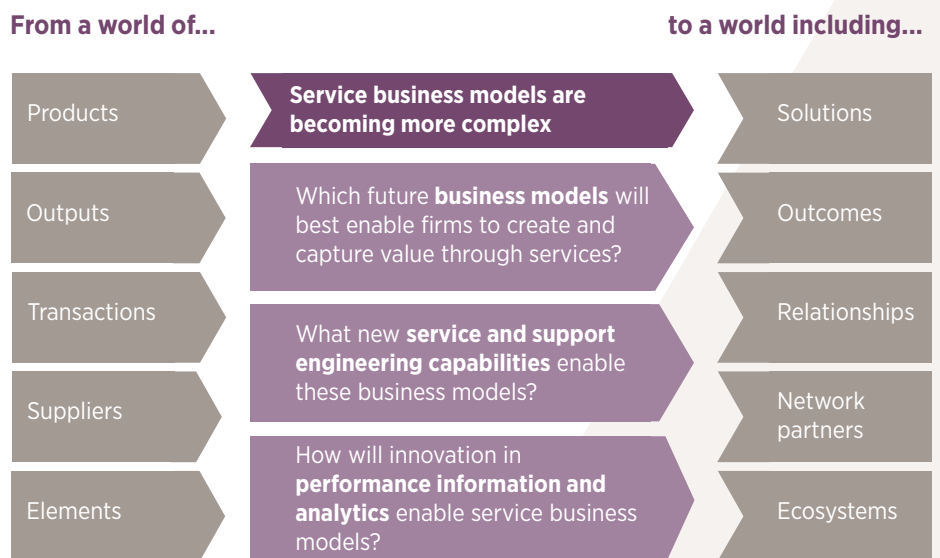 From a world of...
to a world including...
Products
Service business models are
becoming more complex
Solutions
Outputs
Which future business models will
best enable firms to create and
capture value through services?
Outcomes
Transactions
What new service and support
engineering capabilities enable
these business models?
Relationships
Suppliers
Network
partners
Elements
How will innovation in
performance information and
analytics enable service business
models?
Ecosystems